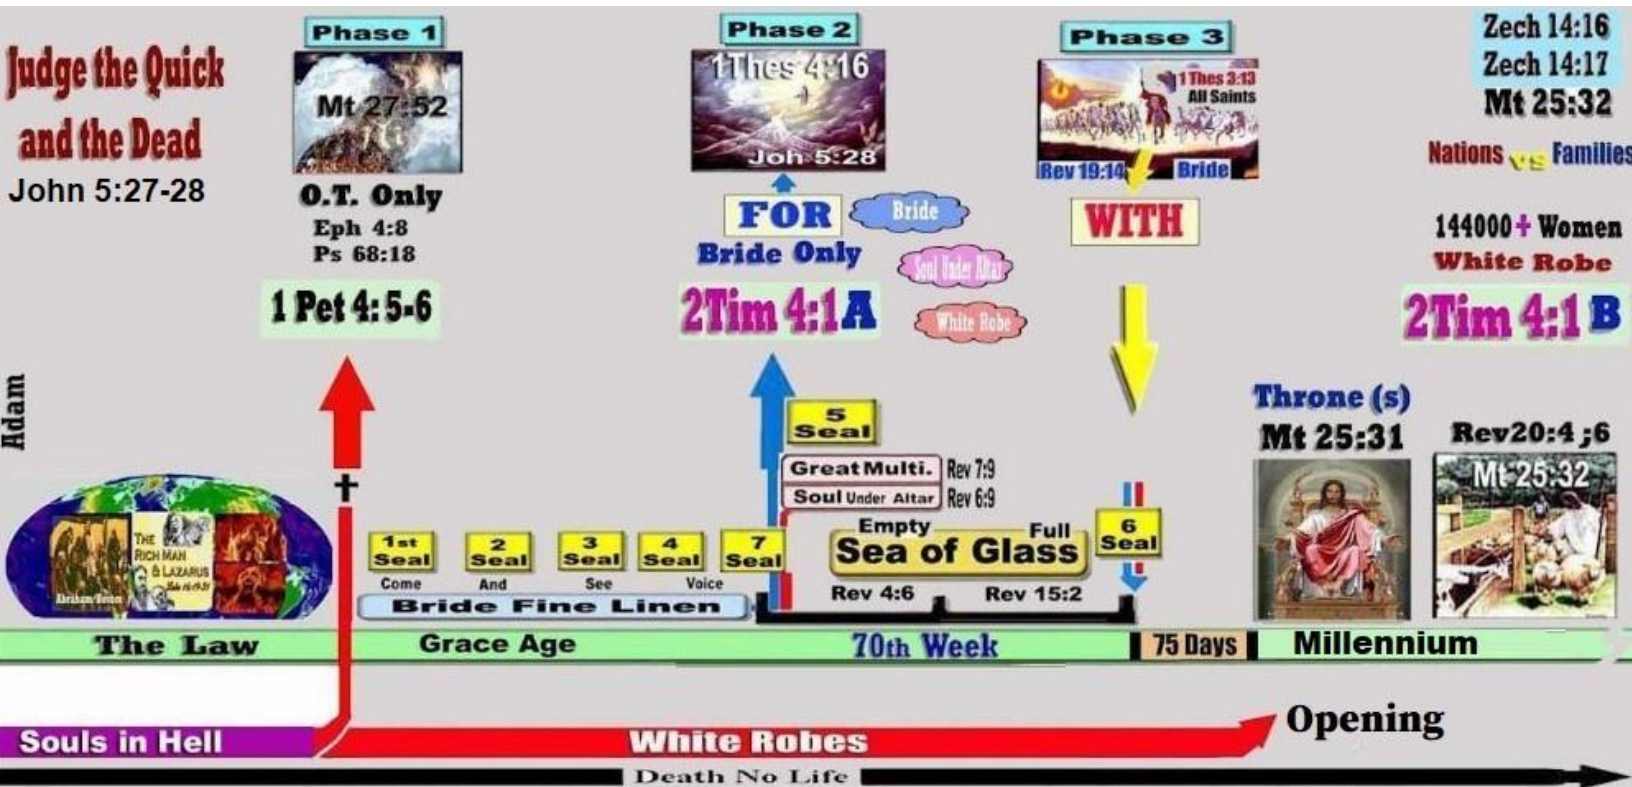 Judge the Quick
and the Dead
John 5:27-28
Adam
Phase 1
Mt 27:52
O.T. Only
Eph 4:8
Ps 68:18
1 Pet 4:5-6
Phase 2
1Thes 4:16
Joh 5:28
FOR
Bride Only
2Tim 4:1 A
Bride
Soul Under Altar
White Robe
Phase 3
1 Thes 3:13
All Saints
Rev 19:14
Bride
WITH
Zech 14:16
Zech 14:17
Mt 25:32
Nations vs Families
144000 + Women
White Robe
2Tim 4:1 B
Throne (s)
Mt 25:31
Rev20:4 ;6
Mt 25:32
THE
RICH MAN
& LAZARUS
1st
Seal
Come
2
Seal
And
3
Seal
See
4
Seal
Voice
7
Seal
Bride Fine Linen
5
Seal
Great Multi. Rev 7:9
Soul Under Altar Rev 6:9
Empty Full
Sea of Glass
Rev 4:6 Rev 15:2
6
Seal
The Law
Grace Age
70th Week
75 Days
Millennium
Souls in Hell
White Robes
Opening
Death No Life